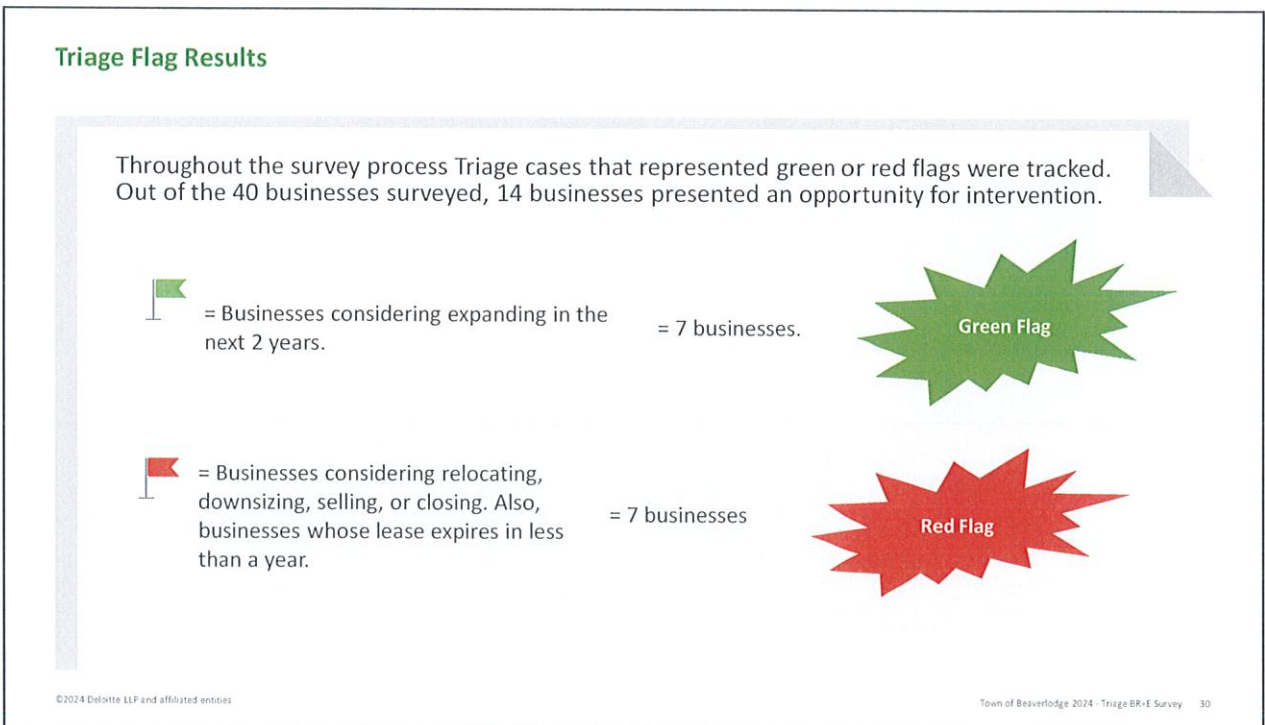 Triage Flag Results
Throughout the survey process Triage cases that represented green or red flags were tracked.
Out of the 40 businesses surveyed, 14 businesses presented an opportunity for intervention.
= Businesses considering expanding in the
next 2 years.
= 7 businesses.
Green Flag
= Businesses considering relocating,
downsizing, selling, or closing. Also,
businesses whose lease expires in less
than a year.
= 7 businesses
Red Flag
©2024 Deloitte LLP and affiliated entities
Town of Beaverlodge 2024 - Triage BR+E Survey 30